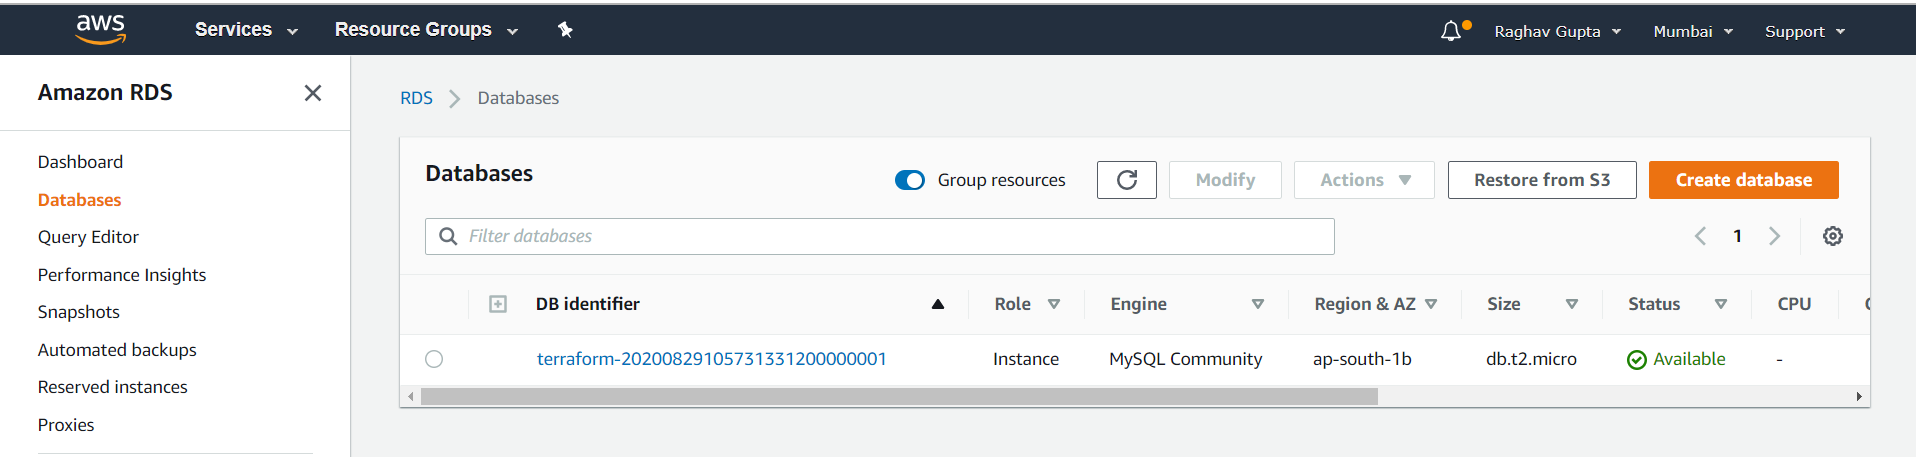 aws Services Resource Groups Raghav Gupta Mumbai Support
Amazon RDS
Dashboard
Databases
Query Editor
Performance Insights
Snapshots
Automated backups
Reserved instances
Proxies
RDS Databases
Databases Group resources Modify Actions Restore from S3 Create database
Filter databases 1
DB identifier Role Engine Region & AZ Size Status CPU
terraform-20200829105731331200000001 Instance MySQL Community ap-south-1b db.t2.micro Available -